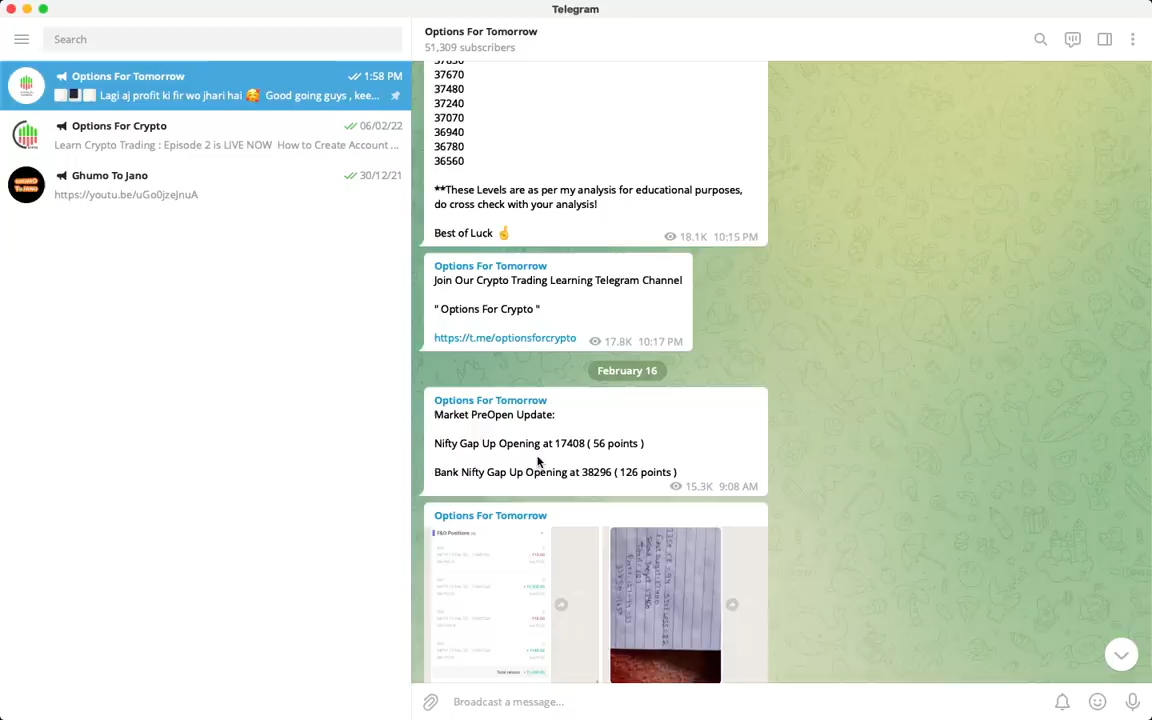 Telegram
Search
Options For Tomorrow
1:58 PM
Lagi aj profit ki fir wo jhari hai 🥰 Good going guys , kee...
Options For Crypto
06/02/22
Learn Crypto Trading : Episode 2 is LIVE NOW How to Create Account ...
Ghumo To Jano
30/12/21
https://youtu.be/uGo0jzeJnuA
Options For Tomorrow
51,309 subscribers
37670
37480
37240
37070
36940
36780
36560
**These Levels are as per my analysis for educational purposes,
do cross check with your analysis!
Best of Luck 🤞
18.1K 10:15 PM
Options For Tomorrow
Join Our Crypto Trading Learning Telegram Channel
" Options For Crypto "
https://t.me/optionsforcrypto
17.8K 10:17 PM
February 16
Options For Tomorrow
Market PreOpen Update:
Nifty Gap Up Opening at 17408 ( 56 points )
Bank Nifty Gap Up Opening at 38296 ( 126 points )
15.3K 9:08 AM
Options For Tomorrow
F&O Positions
Broadcast a message...